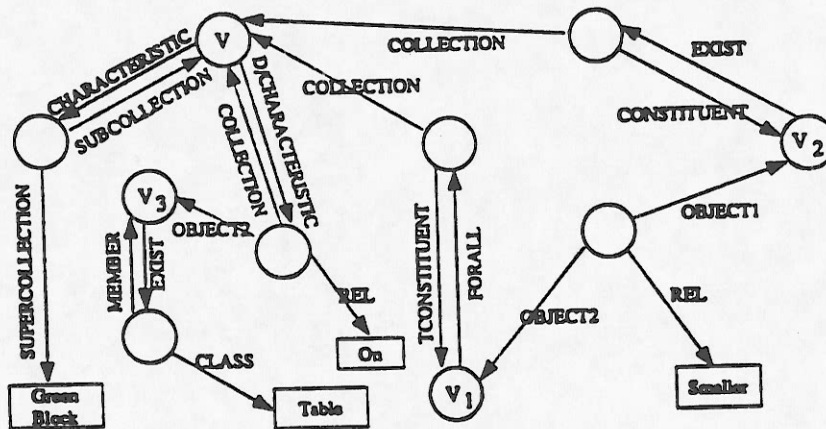 V
CHARACTERISTIC
SUBCOLLECTION
COLLECTION
D/CHARACTERISTIC
COLLECTION
COLLECTION
EXIST
CONSTITUENT
V2
SUPERCOLLECTION
V3
MEMBER
EXIST
OBJECT2
REL
On
CLASS
Table
Green
Block
TCONSTITUENT
FORALL
V1
OBJECT1
OBJECT2
REL
Smaller